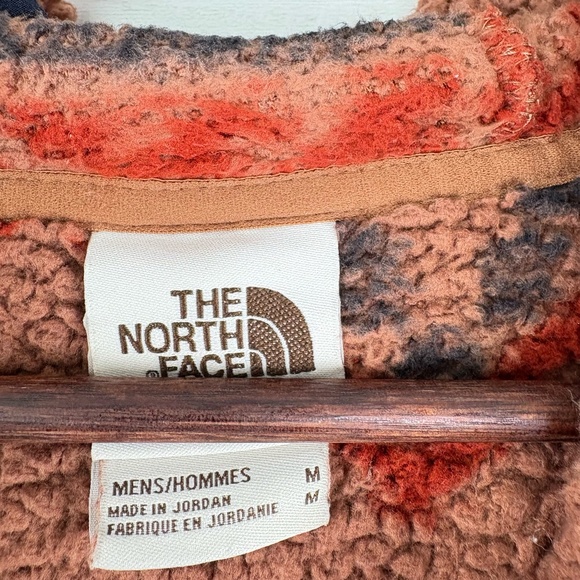 THE
NORTH
FACE
®
MENS/HOMMES M
MADE IN JORDAN M
FABRIQUE EN JORDANIE